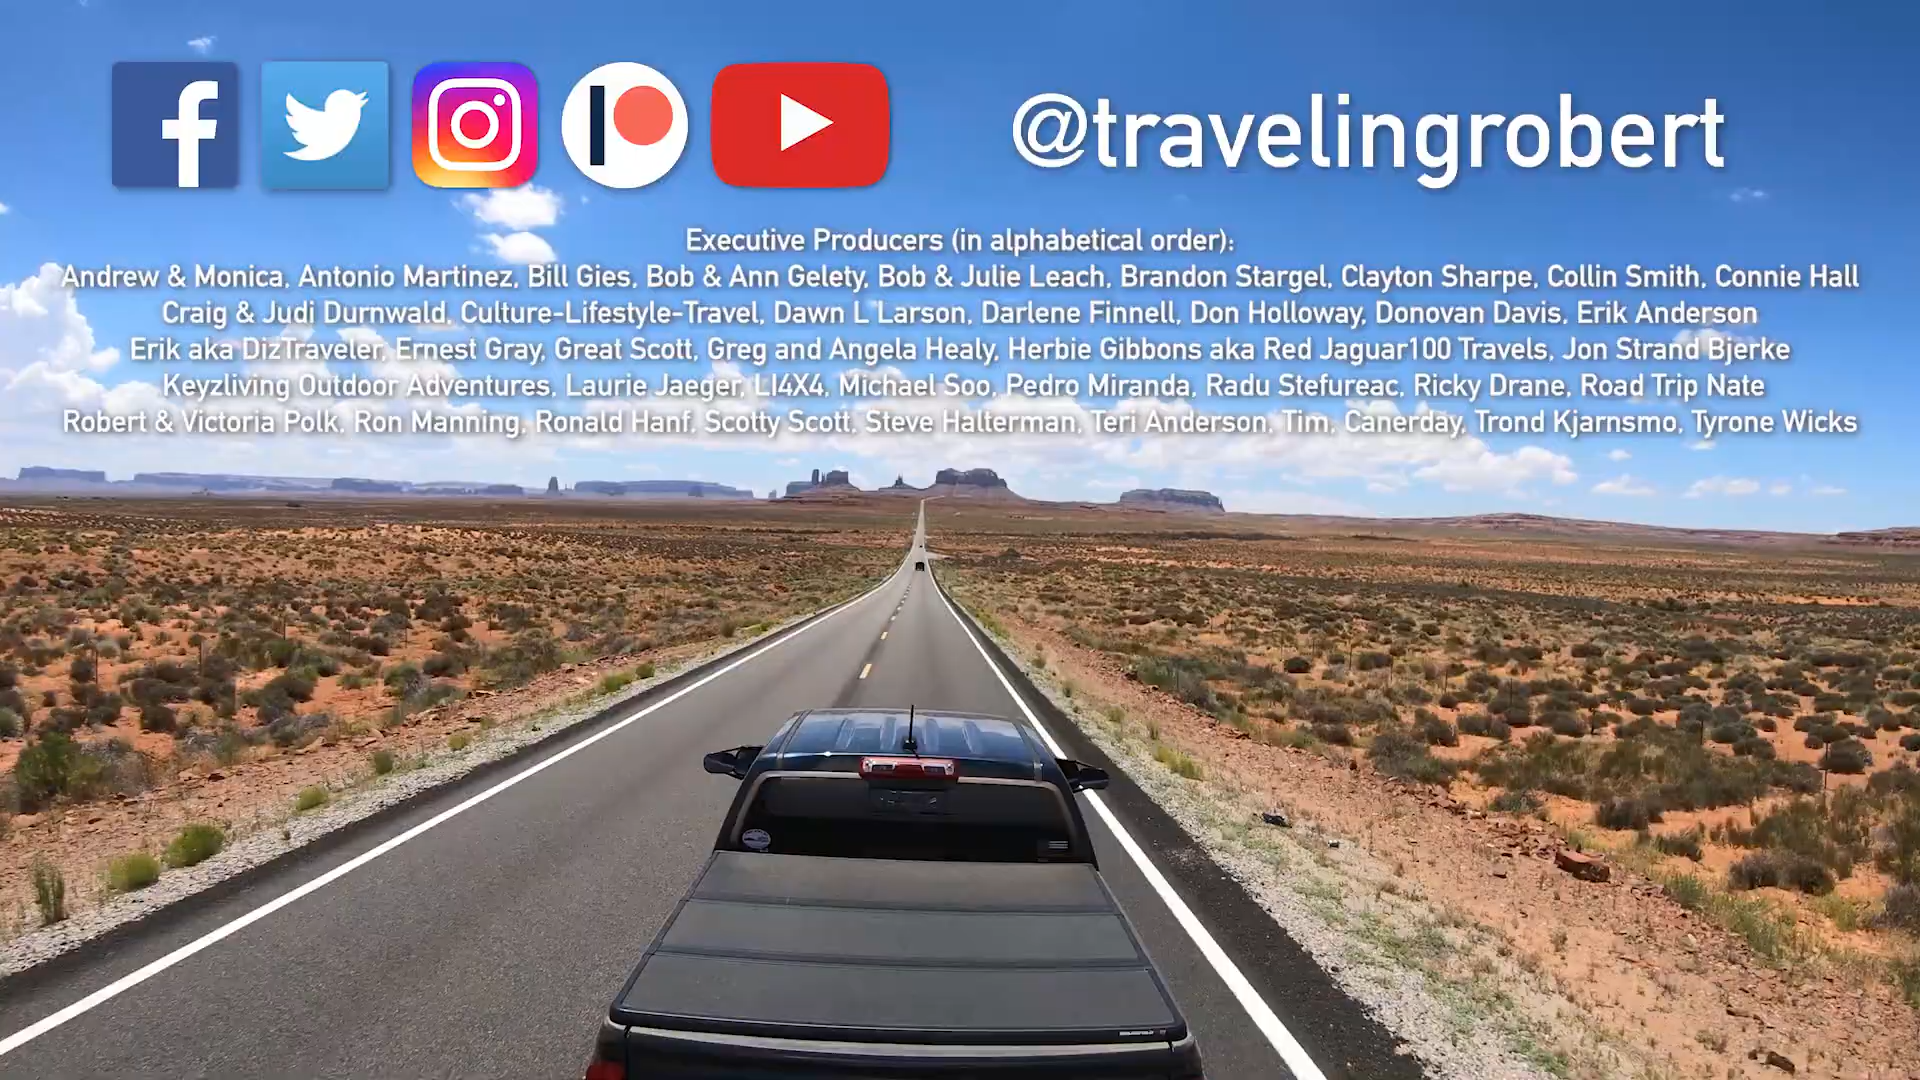 @travelingrobert
Executive Producers (in alphabetical order):
Andrew & Monica, Antonio Martinez, Bill Gies, Bob & Ann Gelety, Bob & Julie Leach, Brandon Stargel, Clayton Sharpe, Collin Smith, Connie Hall
Craig & Judi Durnwald, Culture-Lifestyle-Travel, Dawn L Larson, Darlene Finnell, Don Holloway, Donovan Davis, Erik Anderson
Erik aka DizTraveler, Ernest Gray, Great Scott, Greg and Angela Healy, Herbie Gibbons aka Red Jaguar100 Travels, Jon Strand Bjerke
Keyzliving Outdoor Adventures, Laurie Jaeger, LI4X4, Michael Soo, Pedro Miranda, Radu Stefureac, Ricky Drane, Road Trip Nate
Robert & Victoria Polk, Ron Manning, Ronald Hanf, Scotty Scott, Steve Halterman, Teri Anderson, Tim, Canerday, Trond Kjarnsmo, Tyrone Wicks